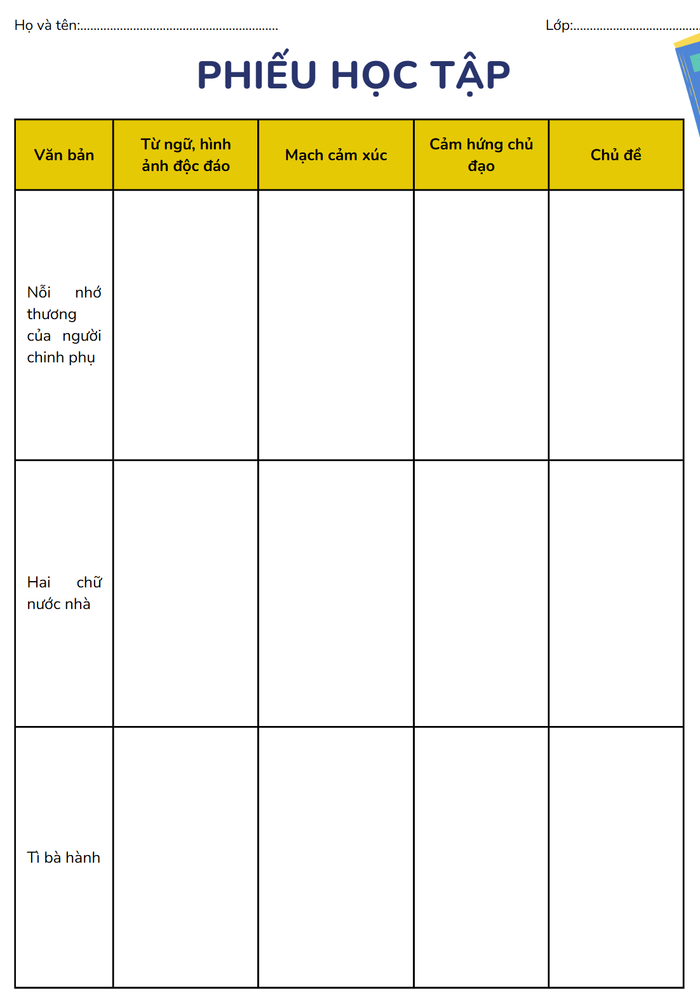 Họ và tên:............................................................ Lớp:......................................
PHIẾU HỌC TẬP
Văn bản
Từ ngữ, hình
ảnh độc đáo
Mạch cảm xúc
Cảm hứng chủ
đạo
Chủ đề
Nỗi nhớ
thương
của người
chinh phụ
Hai chữ
nước nhà
Tì bà hành